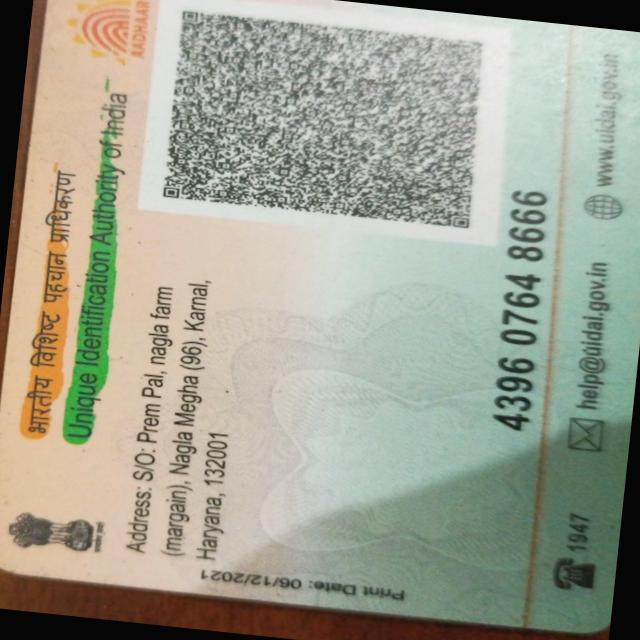 भारतीय विशिष्ट पहचान प्राधिकरण
Unique Identification Authority of India
AADHAAR
Address: S/O: Prem Pal, nagla farm
(margain), Nagla Megha (96), Karnal,
Haryana, 132001
Print Date: 06/12/2021
4396 0764 8666
1947
help@uidai.gov.in
www.uidai.gov.in